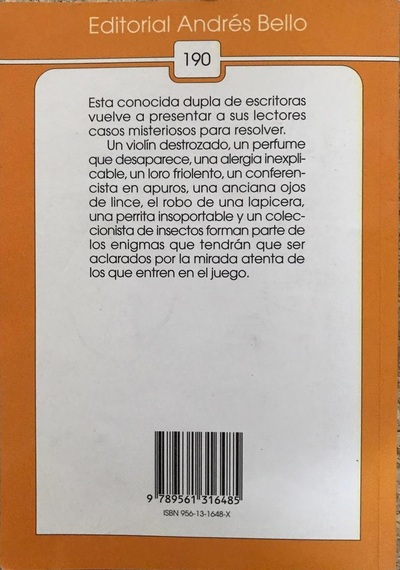 Editorial Andrés Bello
190
Esta conocida dupla de escritoras
vuelve a presentar a sus lectores
casos misteriosos para resolver.
Un violín destrozado, un perfume
que desaparece, una alergia inexpli-
cable, un loro friolento, un conferen-
cista en apuros, una anciana ojos
de lince, el robo de una lapicera,
una perrita insoportable y un colec-
cionista de insectos forman parte de
los enigmas que tendrán que ser
aclarados por la mirada atenta de
los que entren en el juego.
9 789561 316485
ISBN 956-13-1648-X